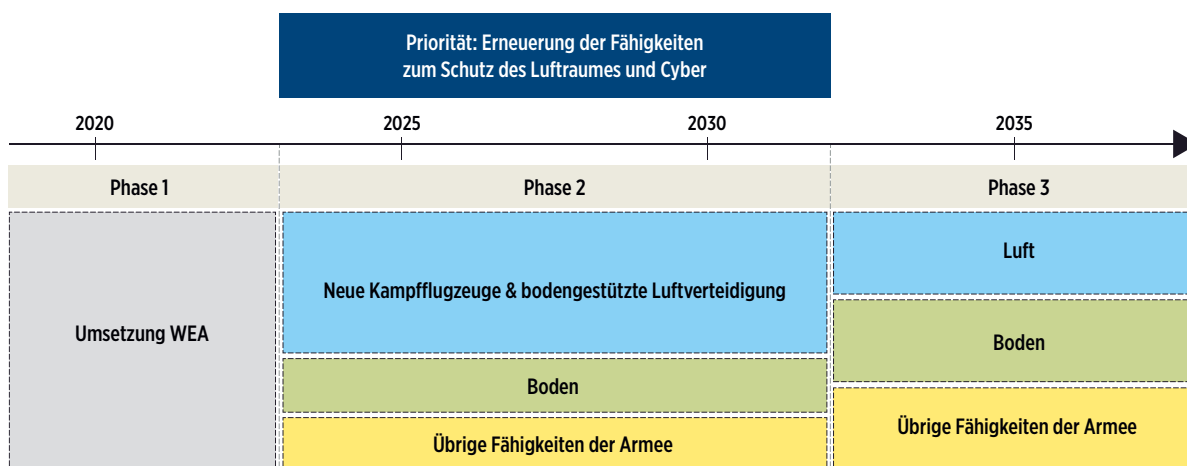 Priorität: Erneuerung der Fähigkeiten
zum Schutz des Luftraumes und Cyber
2020 2025 2030 2035
Phase 1 Phase 2 Phase 3
Umsetzung WEA
Neue Kampfflugzeuge & bodengestützte Luftverteidigung
Boden
Übrige Fähigkeiten der Armee
Luft
Boden
Übrige Fähigkeiten der Armee